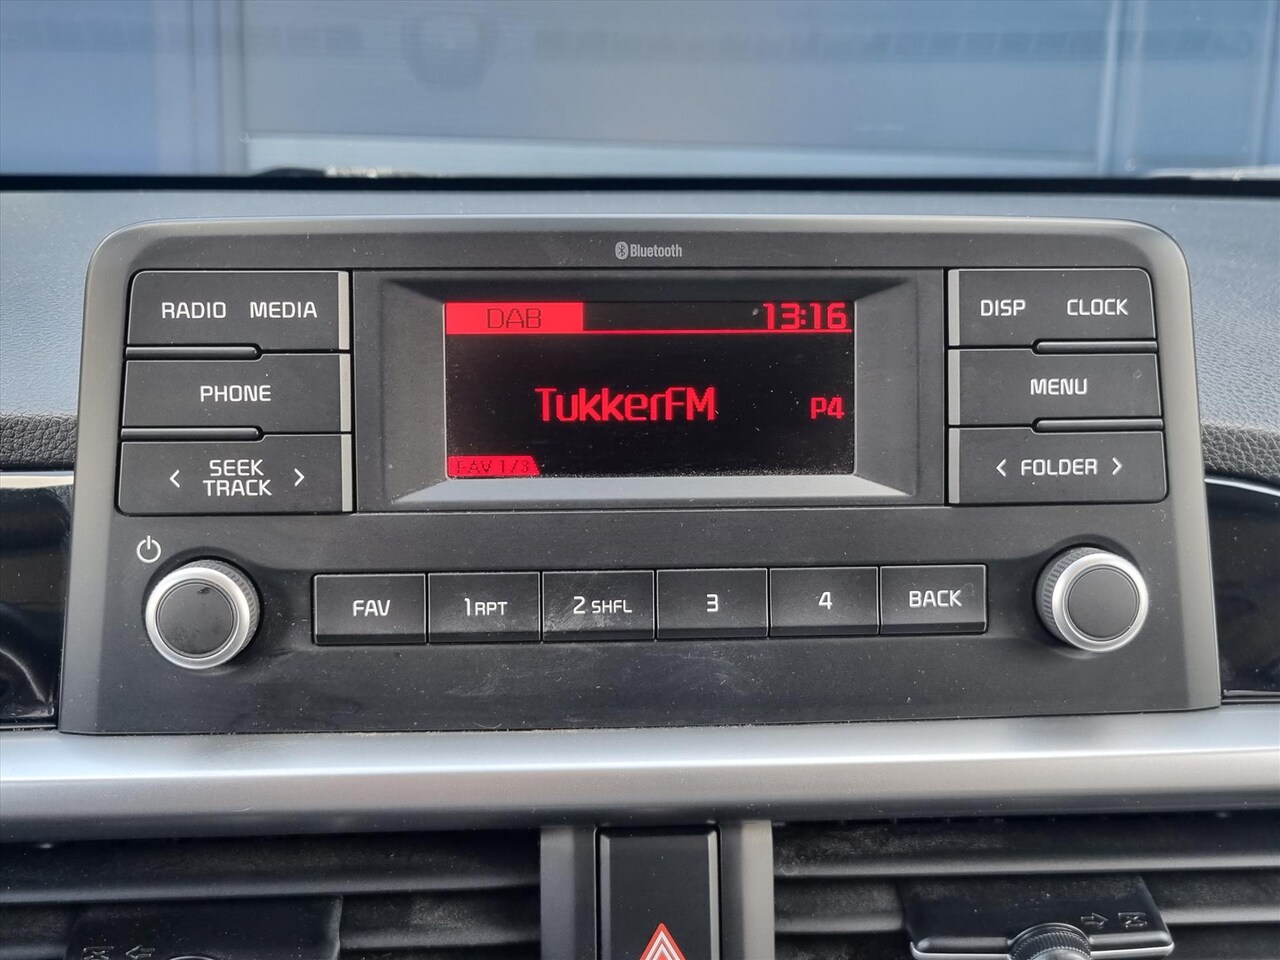 Bluetooth
RADIO MEDIA
DAB 13:16
DISP CLOCK
PHONE
TukkerFM P4
MENU
< SEEK TRACK >
FAV 1/3
< FOLDER >
FAV
1 RPT
2 SHFL
3
4
BACK